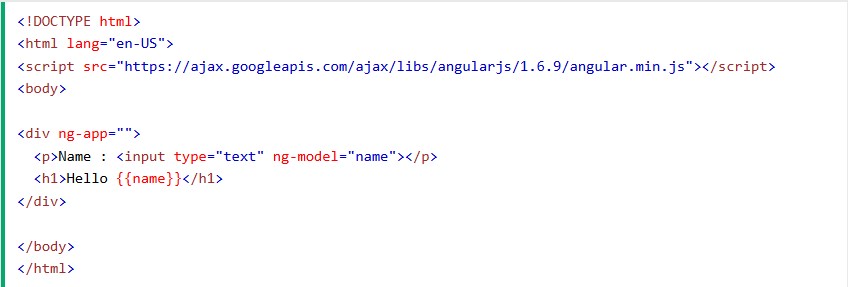 <!DOCTYPE html>
<html lang="en-US">
<script src="https://ajax.googleapis.com/ajax/libs/angularjs/1.6.9/angular.min.js"></script>
<body>

<div ng-app="">
  <p>Name : <input type="text" ng-model="name"></p>
  <h1>Hello {{name}}</h1>
</div>

</body>
</html>